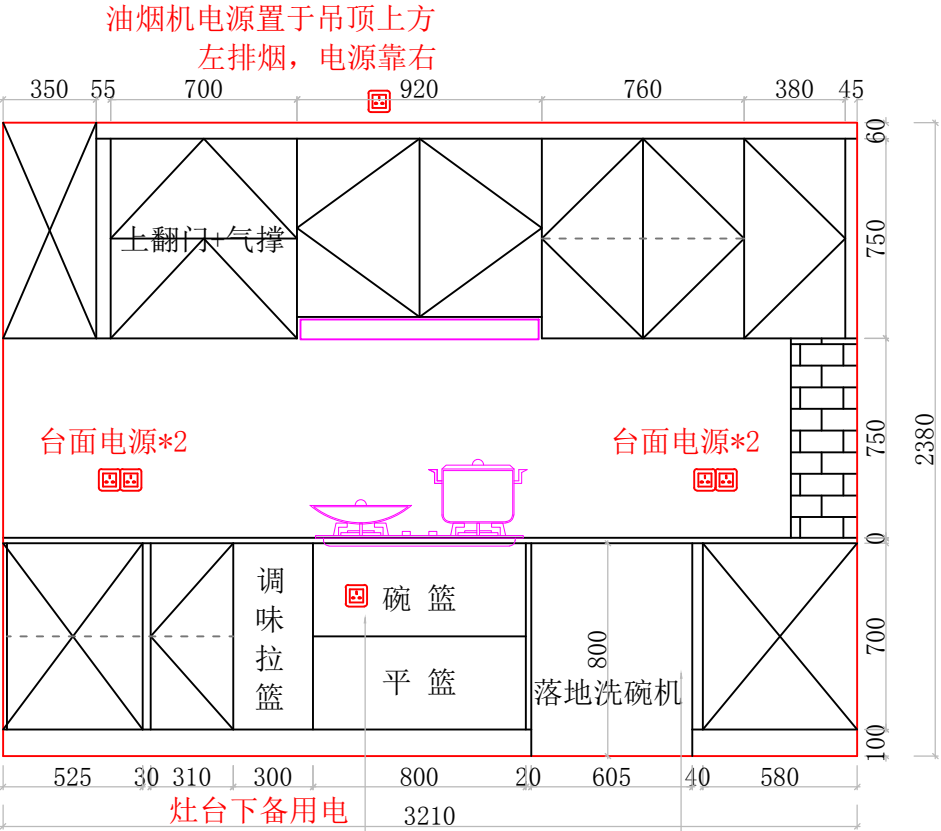 油烟机电源置于吊顶上方
左排烟，电源靠右
350 55 700 920 760 380 45
60
上翻门+气撑
750
台面电源*2
台面电源*2
750
2380
0
调味拉篮
碗 篮
平 篮
800
落地洗碗机
700
100
525 30 310 300 800 20 605 40 580
灶台下备用电
3210